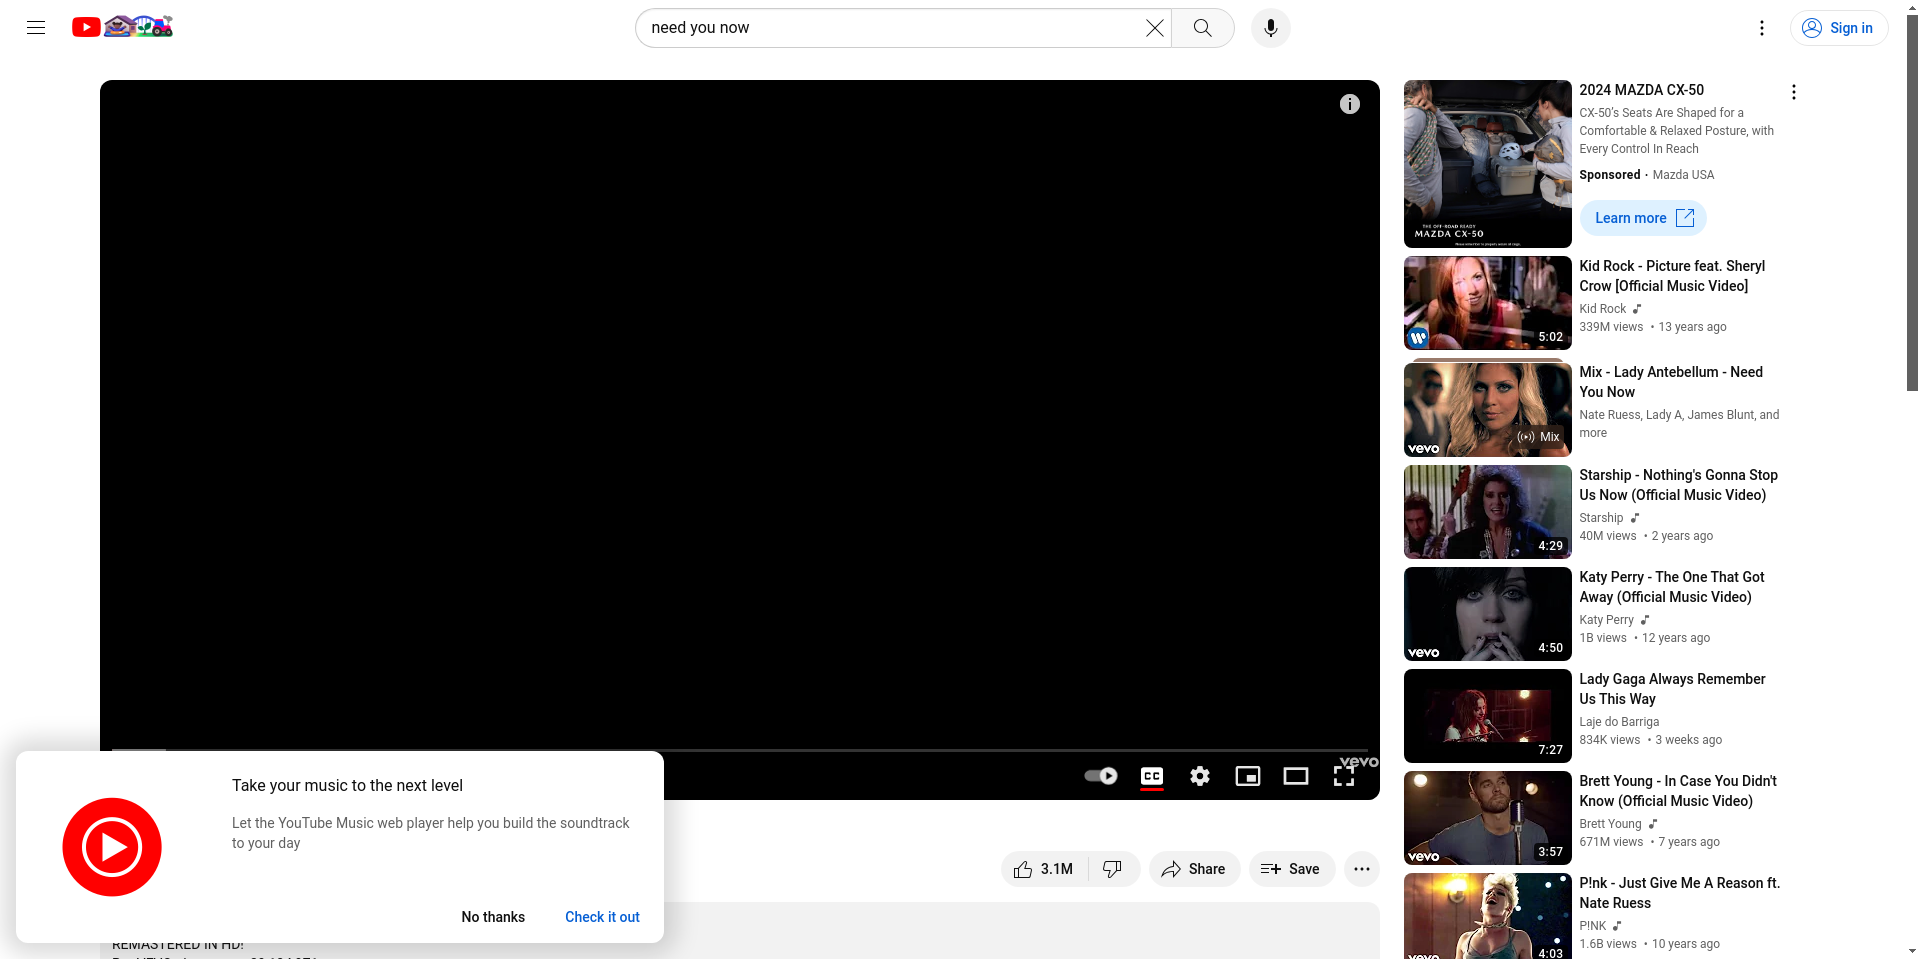 need you now
Sign in
2024 MAZDA CX-50
CX-50's Seats Are Shaped for a
Comfortable & Relaxed Posture, with
Every Control In Reach
Sponsored · Mazda USA
Learn more
THE OFF-ROAD READY
MAZDA CX-50
Kid Rock - Picture feat. Sheryl
Crow [Official Music Video]
Kid Rock
339M views • 13 years ago
5:02
Mix - Lady Antebellum - Need
You Now
Nate Ruess, Lady A, James Blunt, and
more
Mix
vevo
Starship - Nothing's Gonna Stop
Us Now (Official Music Video)
Starship
40M views • 2 years ago
4:29
Katy Perry - The One That Got
Away (Official Music Video)
Katy Perry
1B views • 12 years ago
4:50
vevo
Lady Gaga Always Remember
Us This Way
Laje do Barriga
834K views • 3 weeks ago
7:27
Brett Young - In Case You Didn't
Know (Official Music Video)
Brett Young
671M views • 7 years ago
3:57
vevo
P!nk - Just Give Me A Reason ft.
Nate Ruess
P!NK
1.6B views • 10 years ago
4:03
vevo
vevo
CC
3.1M
Share
Save
Take your music to the next level
Let the YouTube Music web player help you build the soundtrack
to your day
No thanks
Check it out
REMASTERED IN HD!